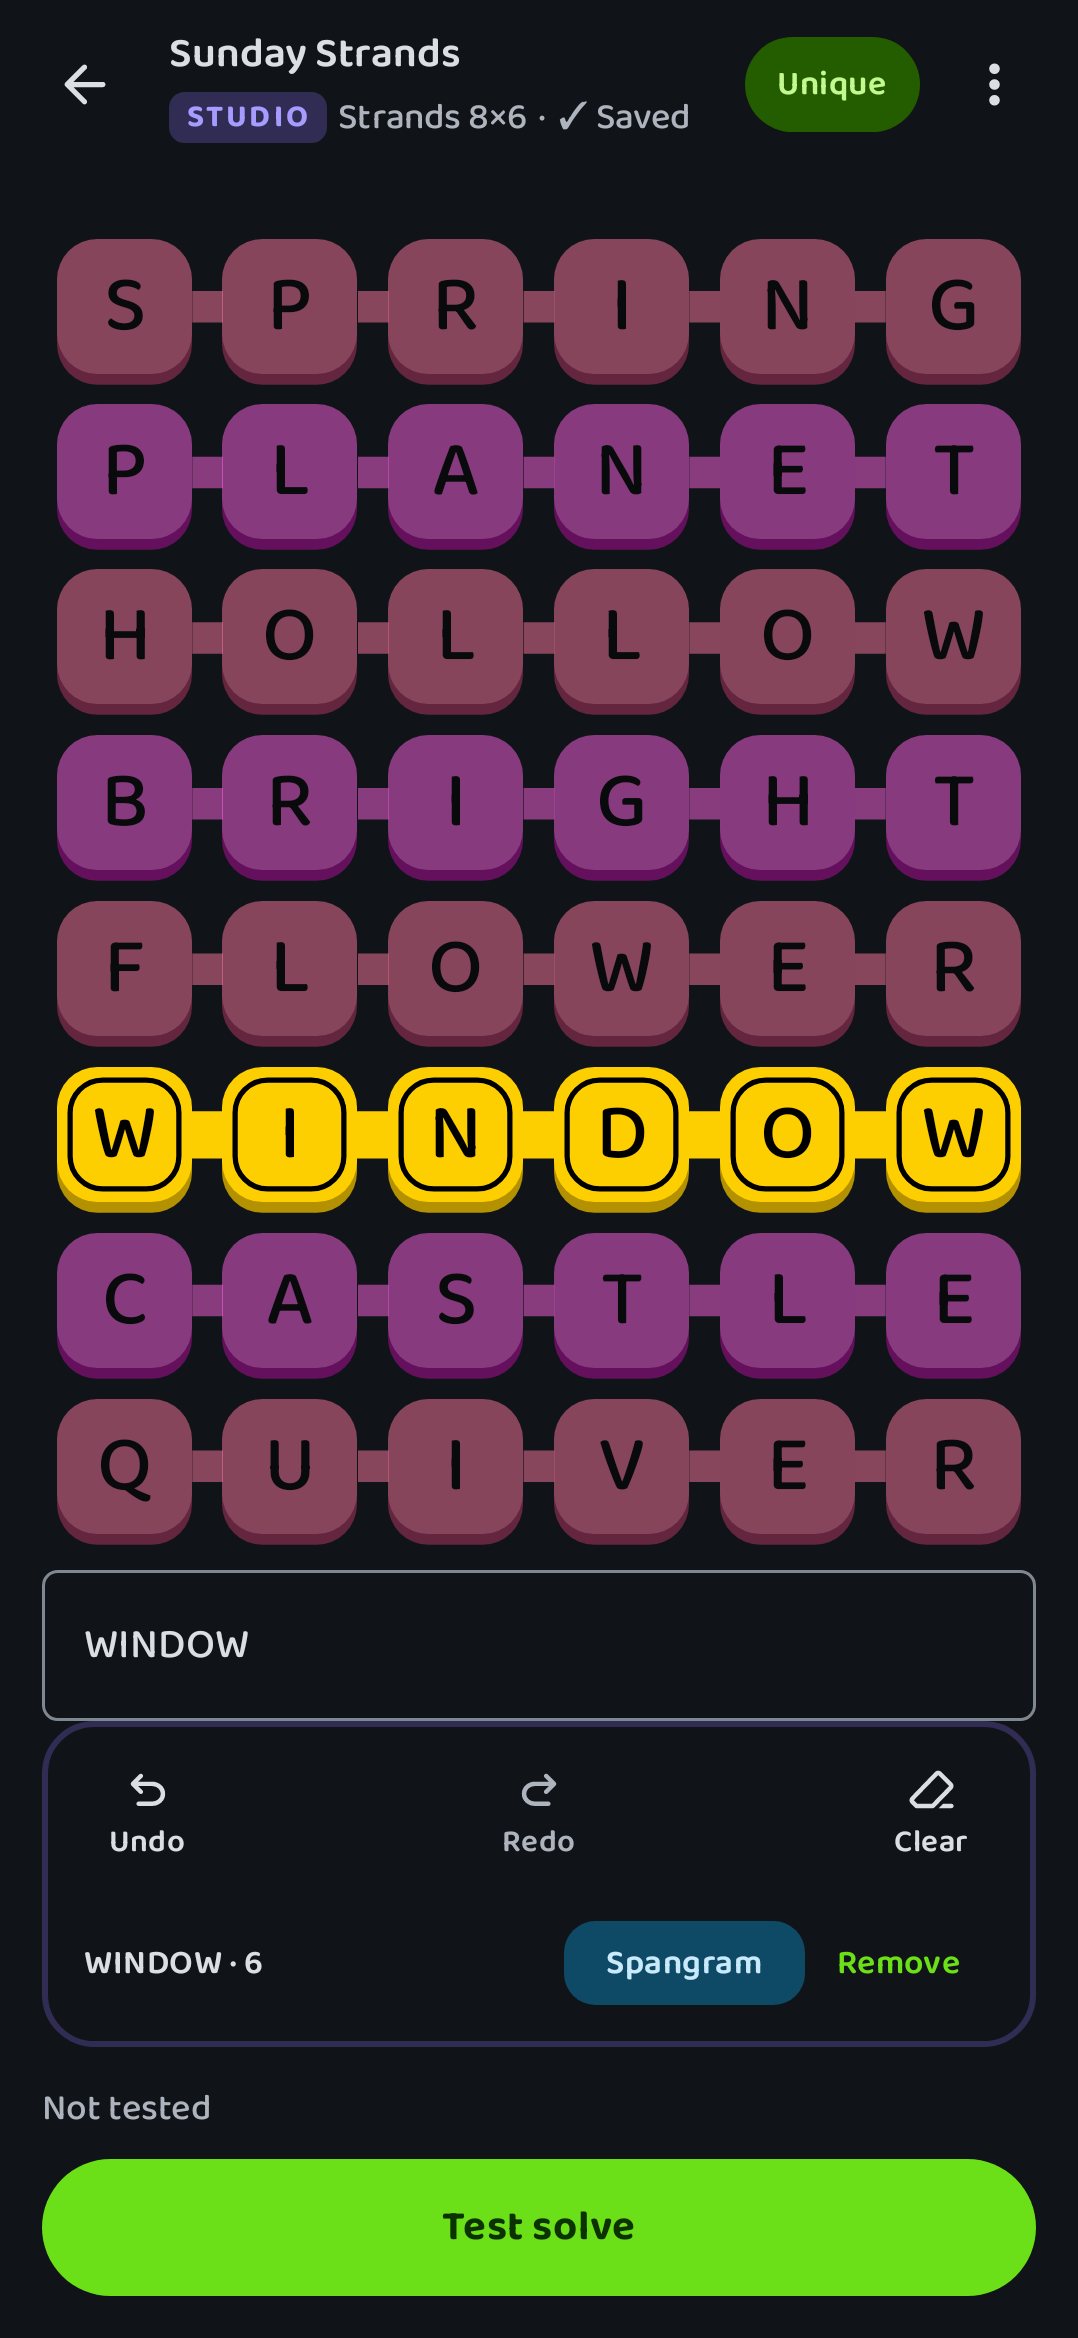 Sunday Strands
Unique
STUDIO Strands 8×6 · ✓ Saved
S P R I N G
P L A N E T
H O L L O W
B R I G H T
F L O W E R
W I N D O W
C A S T L E
Q U I V E R
WINDOW
Undo Redo Clear
WINDOW · 6 Spangram Remove
Not tested
Test solve